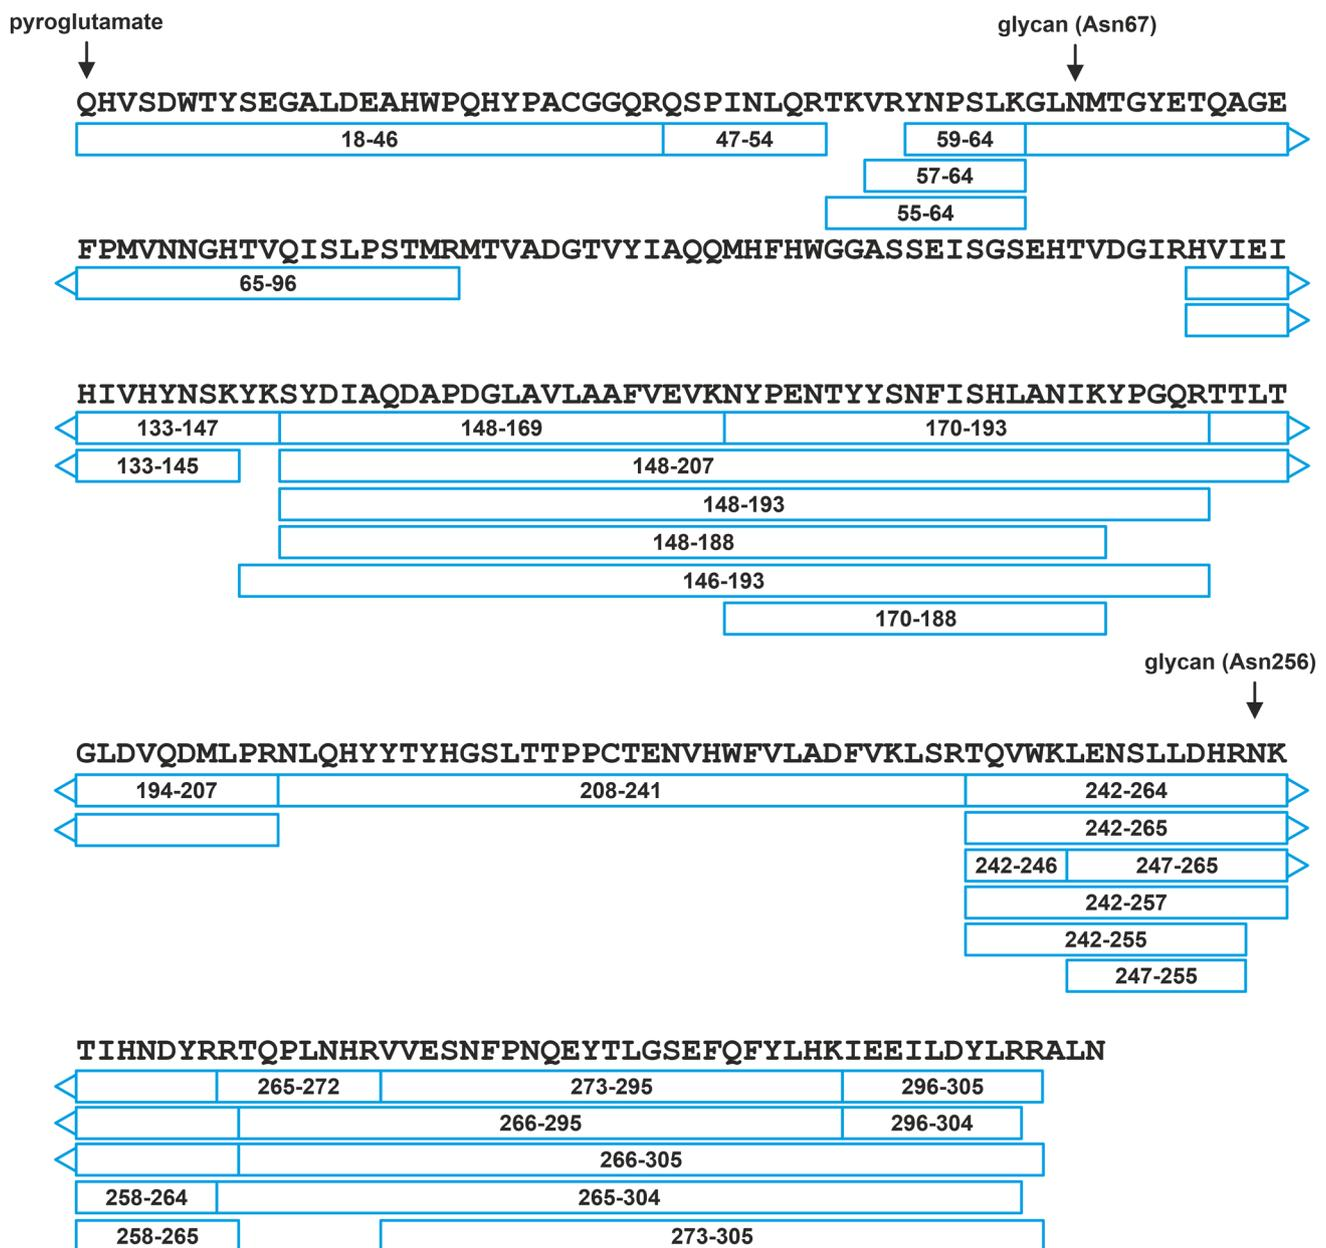 pyroglutamate
glycan (Asn67)
QHVSDWTYSEGALDEAHWPQHYPACGGQRQSPINLQRTKVRYNPSLKGLNMTGYETQAGE
18-46 47-54 59-64
57-64
55-64
FPMVNNGHTVQISLPSTMRMTVADGTVYIAQQMHFHWGGASSEISGSEHTVDGIRHVIEI
65-96
HIVHYNSKYKSYDIAQDAPDGLAVLAAFVEVKNYPENTYYSNFISHLANIKYPGQRTTLT
133-147 148-169 170-193
133-145 148-207
148-193
148-188
146-193
170-188
glycan (Asn256)
GLDVQDMLPRNLQHYYTYHGSLTTPPCTENVHWFVLADFVKLSRTQVWKLENSLLDHRNK
194-207 208-241 242-264
242-265
242-246 247-265
242-257
242-255
247-255
TIHNDYRRTQPLNHRVVESNFPNQEYTLGSEFQFYLHKIEEILDYLRRALN
265-272 273-295 296-305
266-295 296-304
266-305
258-264 265-304
258-265 273-305